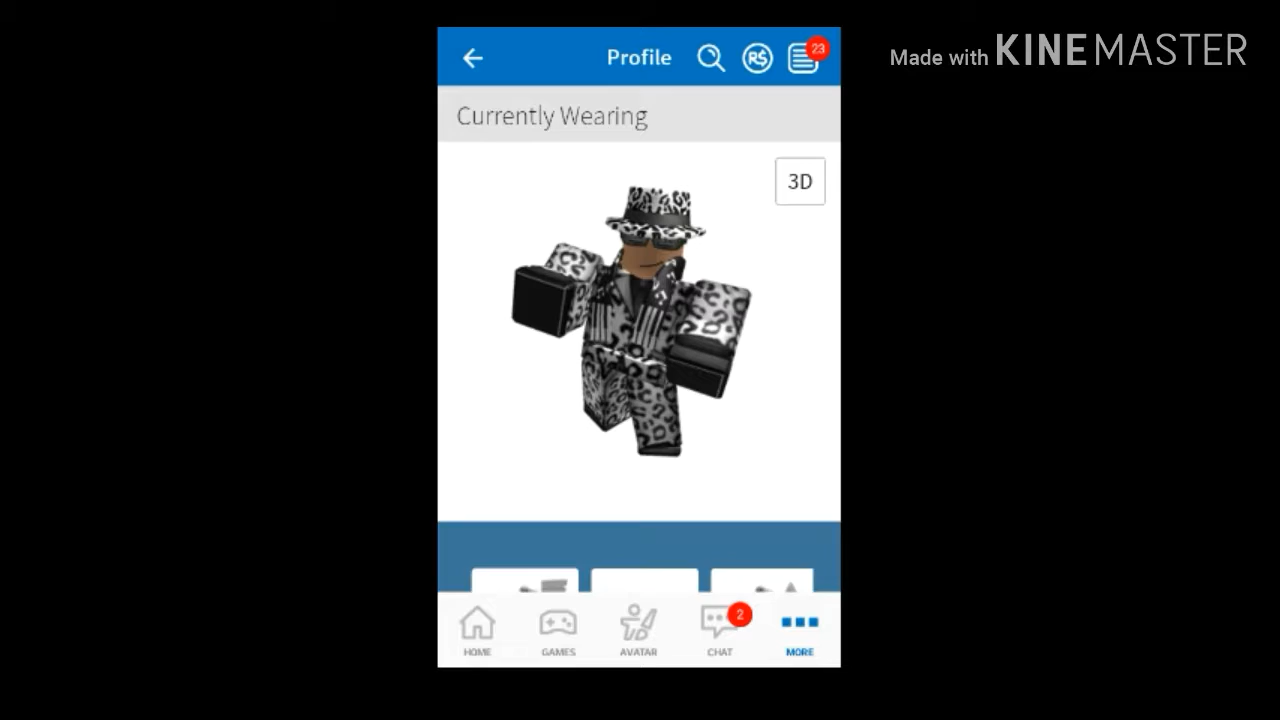 Profile
R$
23
Made with KINEMASTER
Currently Wearing
3D
2
HOME
GAMES
AVATAR
CHAT
MORE